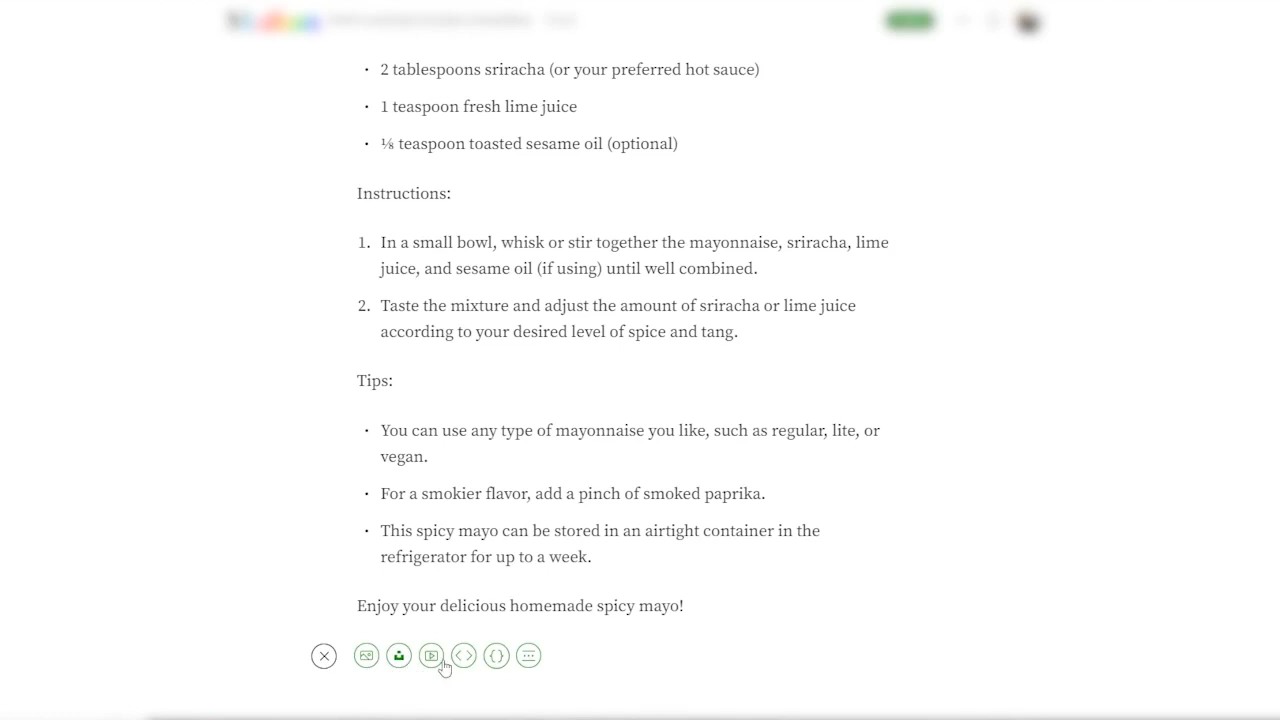 • 2 tablespoons sriracha (or your preferred hot sauce)
• 1 teaspoon fresh lime juice
• ⅛ teaspoon toasted sesame oil (optional)
Instructions:
1. In a small bowl, whisk or stir together the mayonnaise, sriracha, lime
juice, and sesame oil (if using) until well combined.
2. Taste the mixture and adjust the amount of sriracha or lime juice
according to your desired level of spice and tang.
Tips:
• You can use any type of mayonnaise you like, such as regular, lite, or
vegan.
• For a smokier flavor, add a pinch of smoked paprika.
• This spicy mayo can be stored in an airtight container in the
refrigerator for up to a week.
Enjoy your delicious homemade spicy mayo!